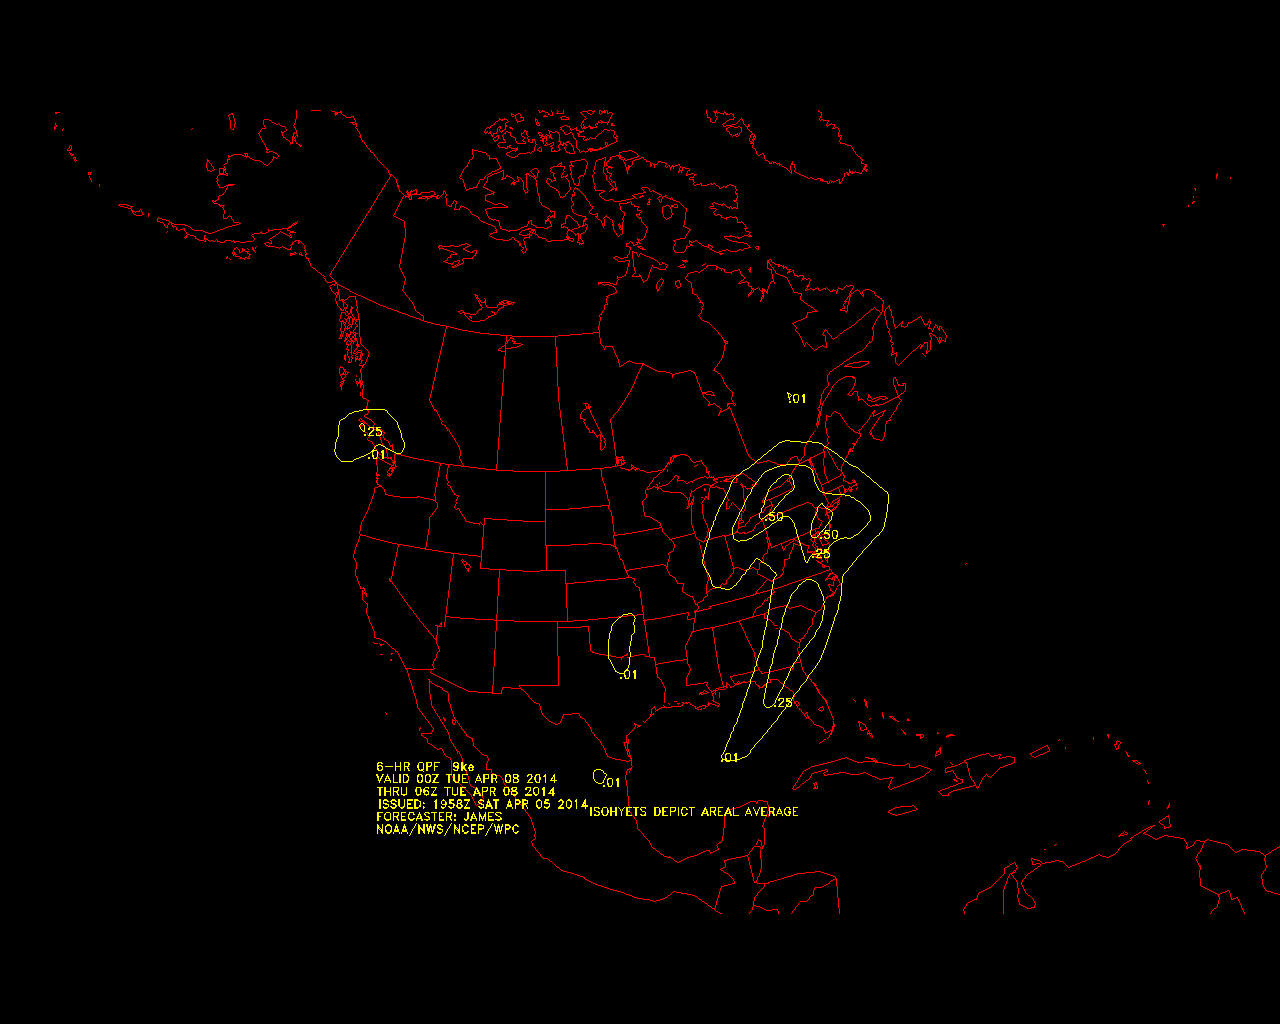 .01
.25
.01
.50
.50
.25
.01
.25
.01
.01
6-HR QPF 9ke
VALID 00Z TUE APR 08 2014
THRU 06Z TUE APR 08 2014
ISSUED: 1958Z SAT APR 05 2014
FORECASTER: JAMES
NOAA/NWS/NCEP/WPC
ISOHYETS DEPICT AREAL AVERAGE